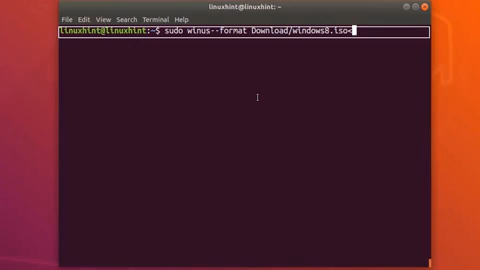 linuxhint@linuxhint: ~
File Edit View Search Terminal Help
linuxhint@linuxhint:~$ sudo winus--format Download/windows8.iso<